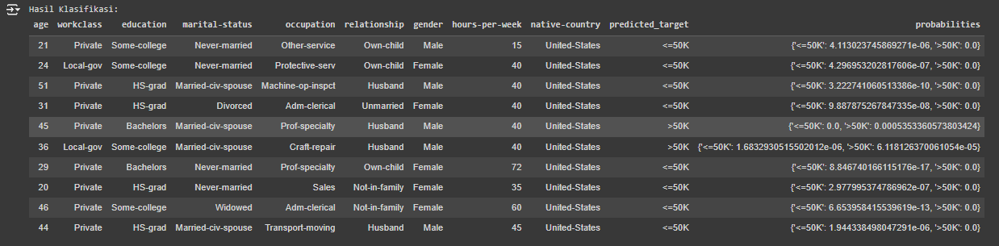 Hasil Klasifikasi:
age workclass education marital-status occupation relationship gender hours-per-week native-country predicted_target probabilities
21 Private Some-college Never-married Other-service Own-child Male 15 United-States <=50K {'<=50K': 4.113023745869271e-06, '>50K': 0.0}
24 Local-gov Some-college Never-married Protective-serv Own-child Female 40 United-States <=50K {'<=50K': 4.296953202817606e-07, '>50K': 0.0}
51 Private HS-grad Married-civ-spouse Machine-op-inspct Husband Male 40 United-States <=50K {'<=50K': 3.222741060513386e-10, '>50K': 0.0}
31 Private HS-grad Divorced Adm-clerical Unmarried Female 40 United-States <=50K {'<=50K': 9.887875267847335e-08, '>50K': 0.0}
45 Private Bachelors Married-civ-spouse Prof-specialty Husband Male 40 United-States >50K {'<=50K': 0.0, '>50K': 0.0005353360573803424}
36 Local-gov Some-college Married-civ-spouse Craft-repair Husband Male 40 United-States >50K {'<=50K': 1.6832930515502012e-06, '>50K': 6.118126370061054e-05}
29 Private Bachelors Never-married Prof-specialty Own-child Female 72 United-States <=50K {'<=50K': 8.846740166115176e-17, '>50K': 0.0}
20 Private HS-grad Never-married Sales Not-in-family Female 35 United-States <=50K {'<=50K': 2.977995374786962e-07, '>50K': 0.0}
46 Private Some-college Widowed Adm-clerical Not-in-family Female 60 United-States <=50K {'<=50K': 6.653958415539619e-13, '>50K': 0.0}
44 Private HS-grad Married-civ-spouse Transport-moving Husband Male 45 United-States <=50K {'<=50K': 1.944338498047291e-06, '>50K': 0.0}